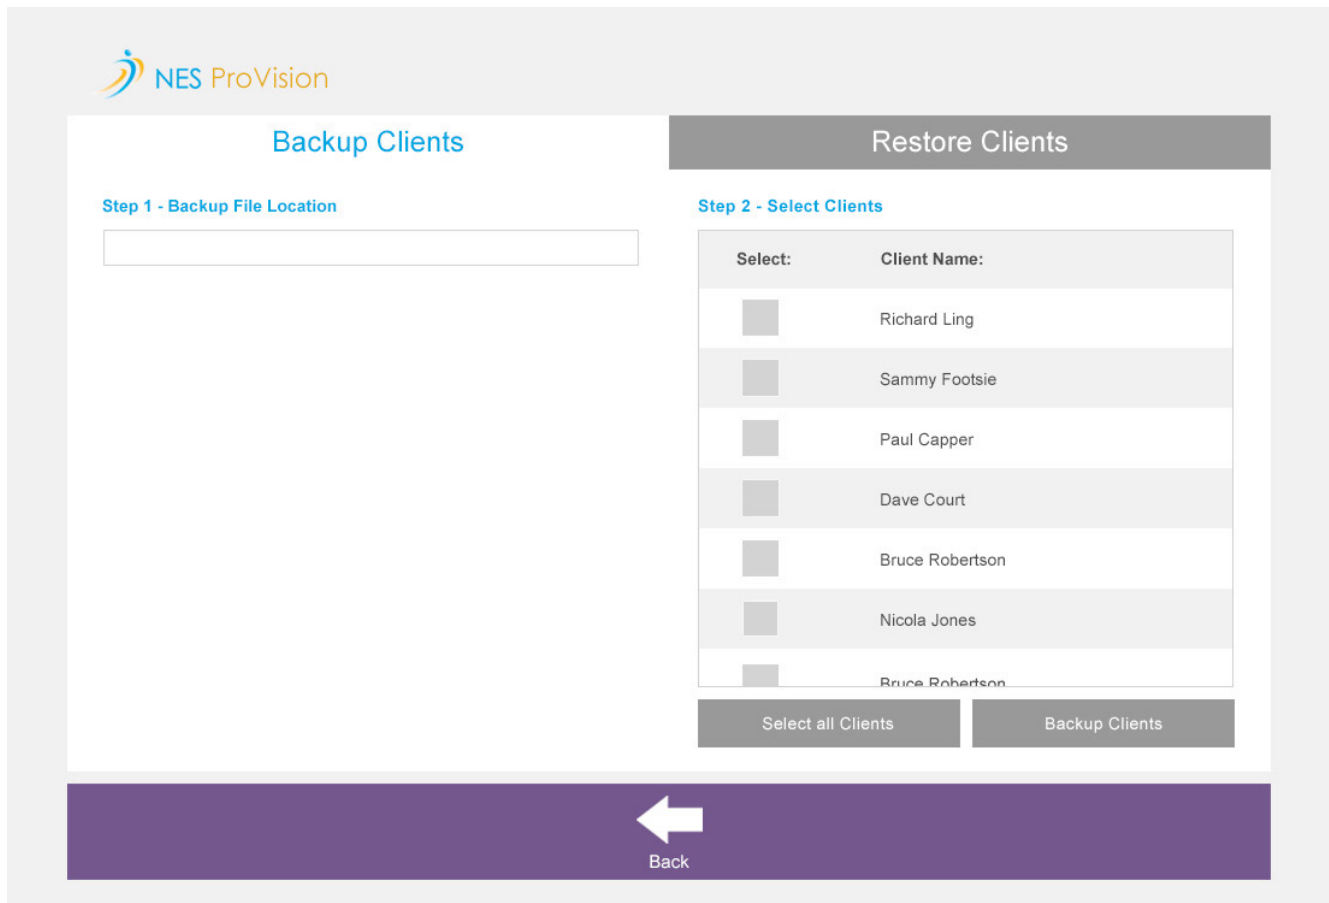 NES ProVision
Backup Clients
Restore Clients
Step 1 - Backup File Location
Step 2 - Select Clients
Select: Client Name:
Richard Ling
Sammy Footsie
Paul Capper
Dave Court
Bruce Robertson
Nicola Jones
Bruce Robertson
Select all Clients
Backup Clients
Back